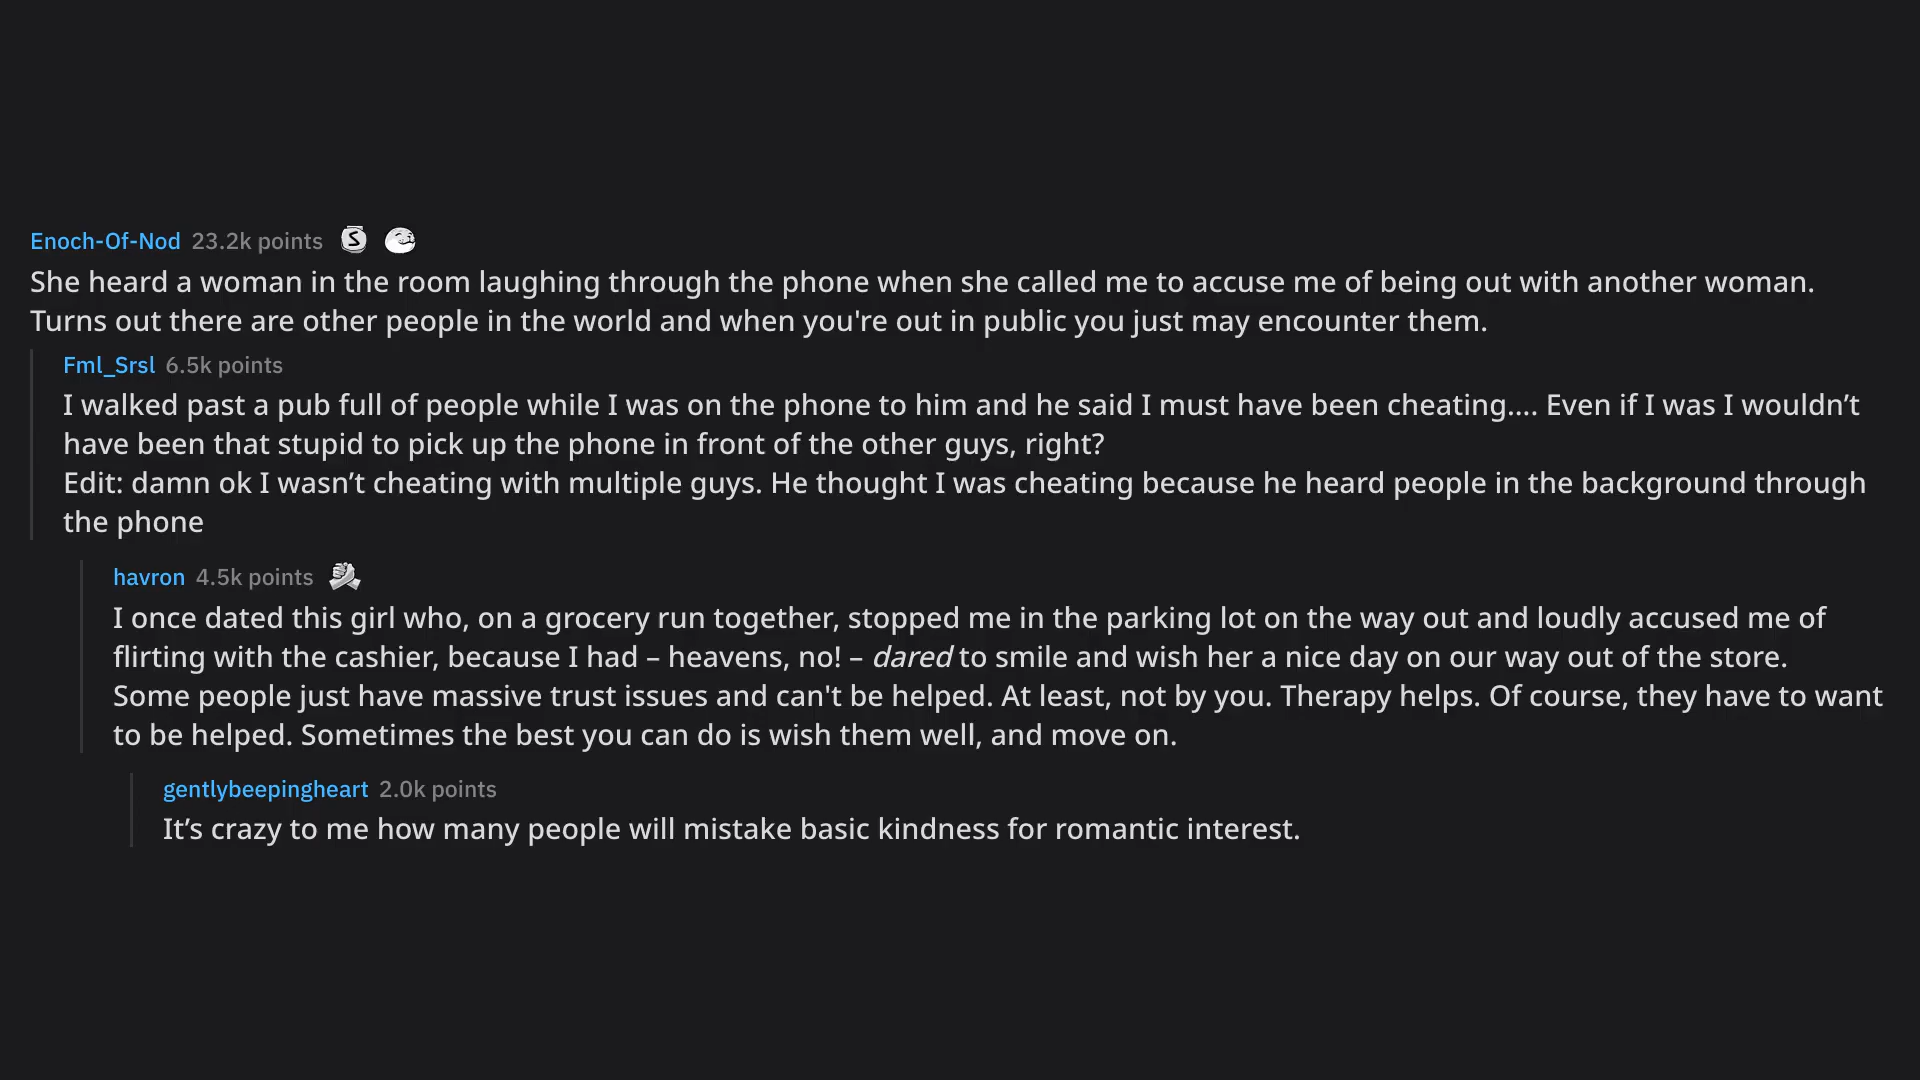 Enoch-Of-Nod 23.2k points
She heard a woman in the room laughing through the phone when she called me to accuse me of being out with another woman.
Turns out there are other people in the world and when you're out in public you just may encounter them.
Fml_Srsl 6.5k points
I walked past a pub full of people while I was on the phone to him and he said I must have been cheating.... Even if I was I wouldn’t
have been that stupid to pick up the phone in front of the other guys, right?
Edit: damn ok I wasn’t cheating with multiple guys. He thought I was cheating because he heard people in the background through
the phone
havron 4.5k points
I once dated this girl who, on a grocery run together, stopped me in the parking lot on the way out and loudly accused me of
flirting with the cashier, because I had – heavens, no! – dared to smile and wish her a nice day on our way out of the store.
Some people just have massive trust issues and can't be helped. At least, not by you. Therapy helps. Of course, they have to want
to be helped. Sometimes the best you can do is wish them well, and move on.
gentlybeepingheart 2.0k points
It’s crazy to me how many people will mistake basic kindness for romantic interest.